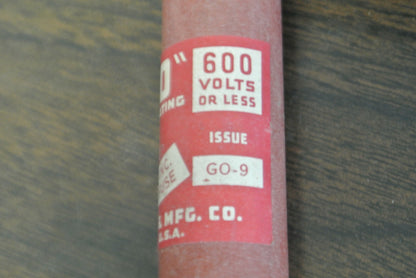 600
VOLTS
OR LESS
ISSUE
GO-9
MFG. CO.
U.S.A.